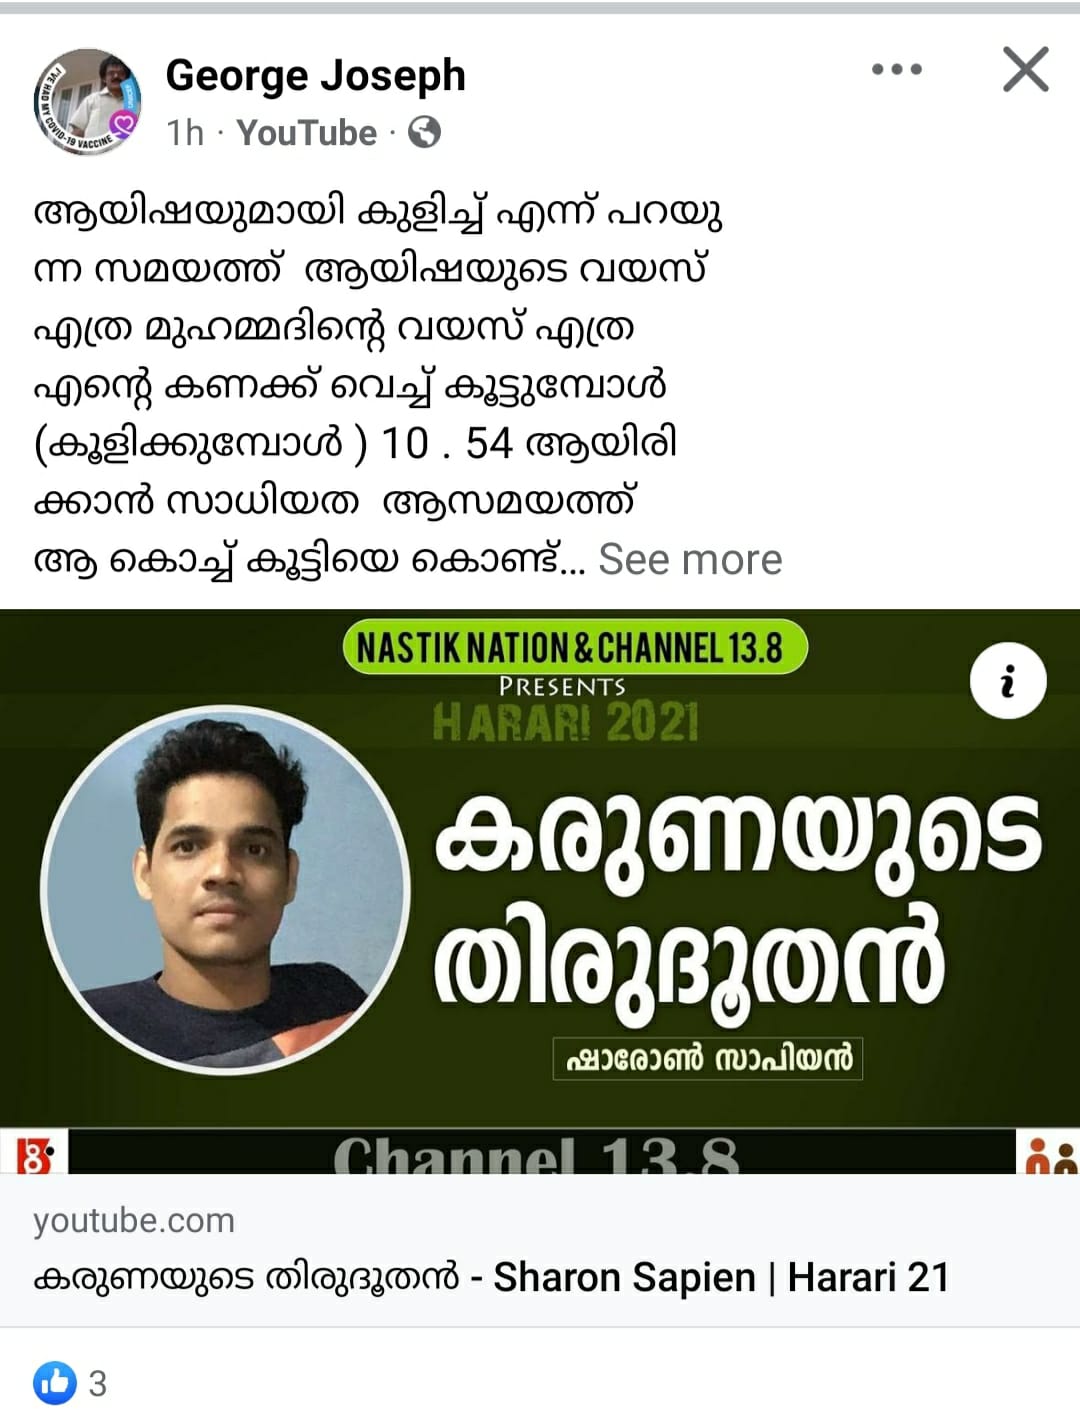 I'VE HAD MY COVID-19 VACCINE
George Joseph
1h · YouTube ·
ആയിഷയുമായി കുളിച്ച് എന്ന് പറയു
ന്ന സമയത്ത് ആയിഷയുടെ വയസ്
എത്ര മുഹമ്മദിന്റെ വയസ് എത്ര
എന്റെ കണക്ക് വെച്ച് കൂട്ടുമ്പോൾ
(കൂളിക്കുമ്പോൾ ) 10 . 54 ആയിരി
ക്കാൻ സാധിയത ആസമയത്ത്
ആ കൊച്ച് കൂട്ടിയെ കൊണ്ട്... See more
NASTIK NATION & CHANNEL 13.8
PRESENTS
HARARI 2021
കരുണയുടെ
തിരുദൂതൻ
ഷാരോൺ സാപിയൻ
Channel 13.8
youtube.com
കരുണയുടെ തിരുദൂതൻ - Sharon Sapien | Harari 21
3